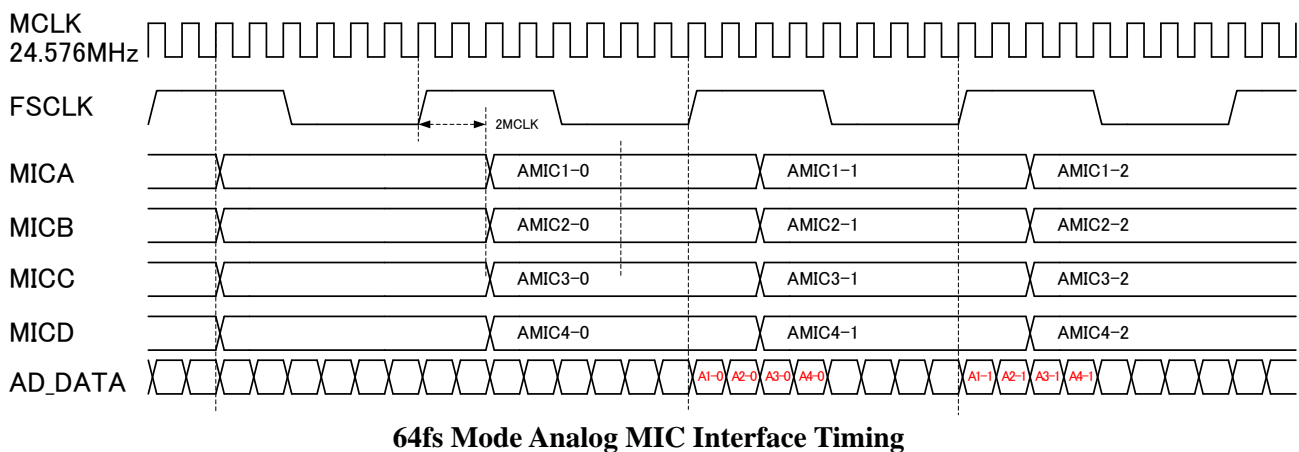 MCLK
24.576MHz
FSCLK
2MCLK
MICA AMIC1-0 AMIC1-1 AMIC1-2
MICB AMIC2-0 AMIC2-1 AMIC2-2
MICC AMIC3-0 AMIC3-1 AMIC3-2
MICD AMIC4-0 AMIC4-1 AMIC4-2
AD_DATA A1-0 A2-0 A3-0 A4-0 A1-1 A2-1 A3-1 A4-1
64fs Mode Analog MIC Interface Timing